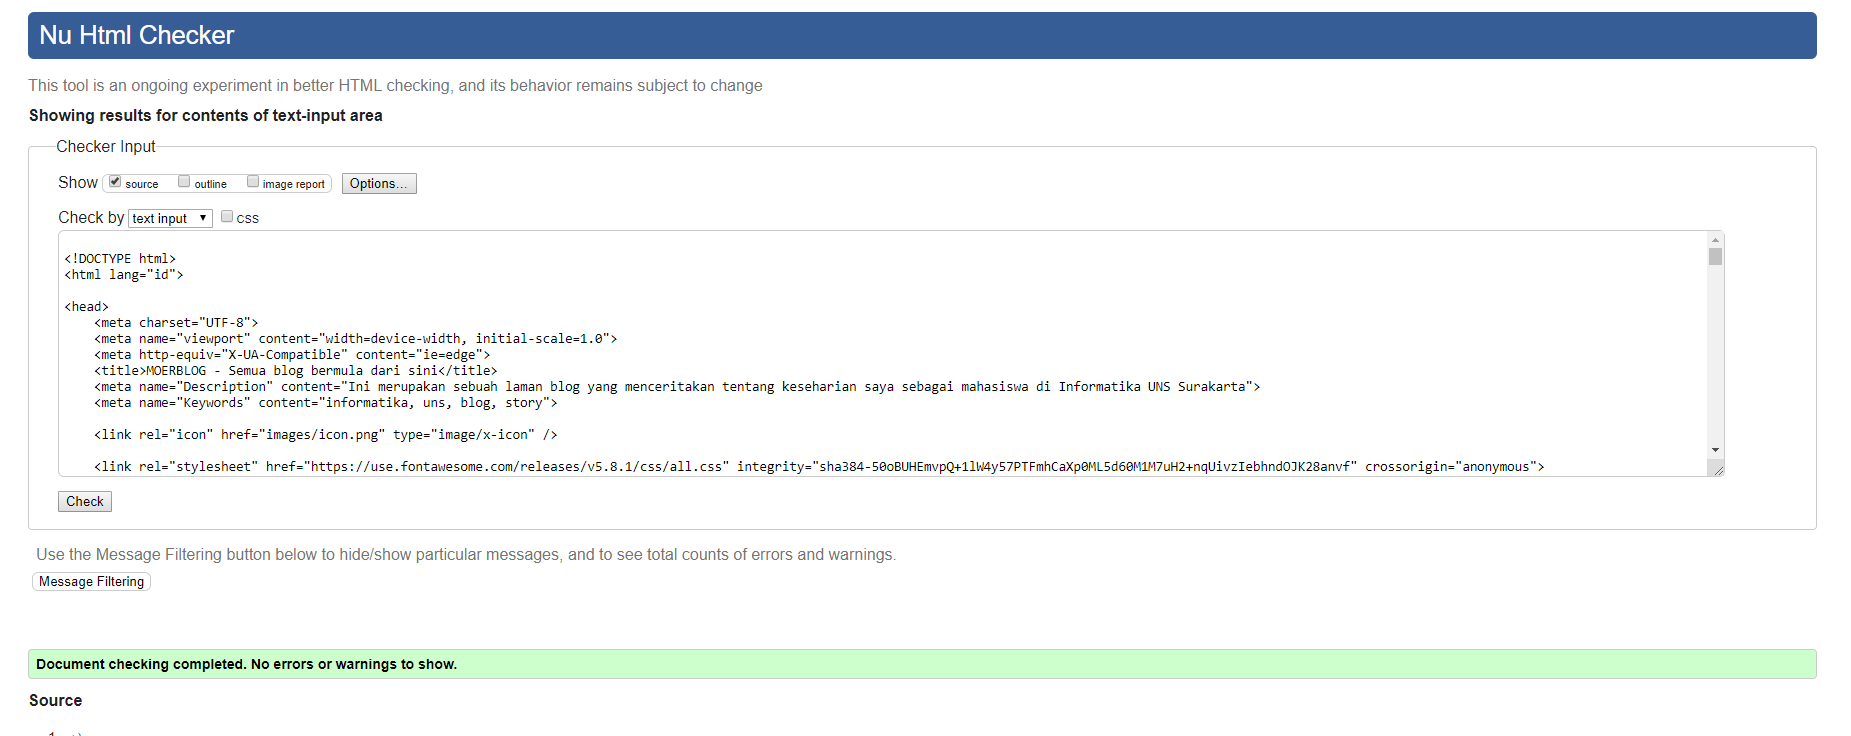 Nu Html Checker
This tool is an ongoing experiment in better HTML checking, and its behavior remains subject to change
Showing results for contents of text-input area
Checker Input
Show source outline image report Options...
Check by text input css
<!DOCTYPE html>
<html lang="id">
<head>
<meta charset="UTF-8">
<meta name="viewport" content="width=device-width, initial-scale=1.0">
<meta http-equiv="X-UA-Compatible" content="ie=edge">
<title>MOERBLOG - Semua blog bermula dari sini</title>
<meta name="Description" content="Ini merupakan sebuah laman blog yang menceritakan tentang keseharian saya sebagai mahasiswa di Informatika UNS Surakarta">
<meta name="Keywords" content="informatika, uns, blog, story">
<link rel="icon" href="images/icon.png" type="image/x-icon" />
<link rel="stylesheet" href="https://use.fontawesome.com/releases/v5.8.1/css/all.css" integrity="sha384-50oBUHEmvpQ+1lW4y57PTFmhCaXp0ML5d60M1M7uH2+nqUivzIebhndOJK28anvf" crossorigin="anonymous">
Check
Use the Message Filtering button below to hide/show particular messages, and to see total counts of errors and warnings.
Message Filtering
Document checking completed. No errors or warnings to show.
Source